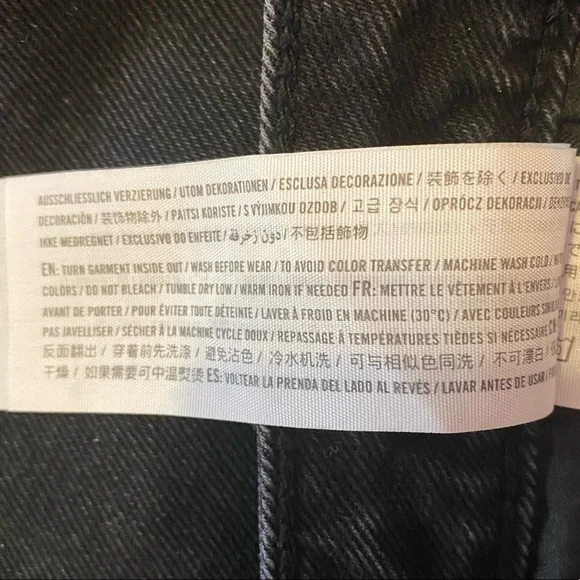 AUSSCHLIESSLICH VERZIERUNG / UTOM DEKORATIONEN / ESCLUSA DECORAZIONE / 装飾を除く / EXCLUSIVO DE
DECORACIÓN / 装饰物除外 / PAITSI KORISTE / S VÝJIMKOU OZDOB / 고급 장식 / OPRÓCZ DEKORACJI /
IKKE MEDREGNET / EXCLUSIVO DO ENFEITE / دون زخرفة / 不包括飾物
EN: TURN GARMENT INSIDE OUT / WASH BEFORE WEAR / TO AVOID COLOR TRANSFER / MACHINE WASH COLD /
COLORS / DO NOT BLEACH / TUMBLE DRY LOW / WARM IRON IF NEEDED FR: METTRE LE VÊTEMENT À L'ENVERS /
AVANT DE PORTER / POUR ÉVITER TOUTE DÉTEINTE / LAVER À FROID EN MACHINE (30°C) / AVEC COULEURS
PAS JAVELLISER / SÉCHER À LA MACHINE CYCLE DOUX / REPASSAGE À TEMPÉRATURES TIÈDES SI NÉCESSAIRE CN:
反面翻出 / 穿着前先洗涤 / 避免沾色 / 冷水机洗 / 可与相似色同洗 / 不可漂白 /
干燥 / 如果需要可中温熨烫 ES: VOLTEAR LA PRENDA DEL LADO AL REVÉS / LAVAR ANTES DE USAR /